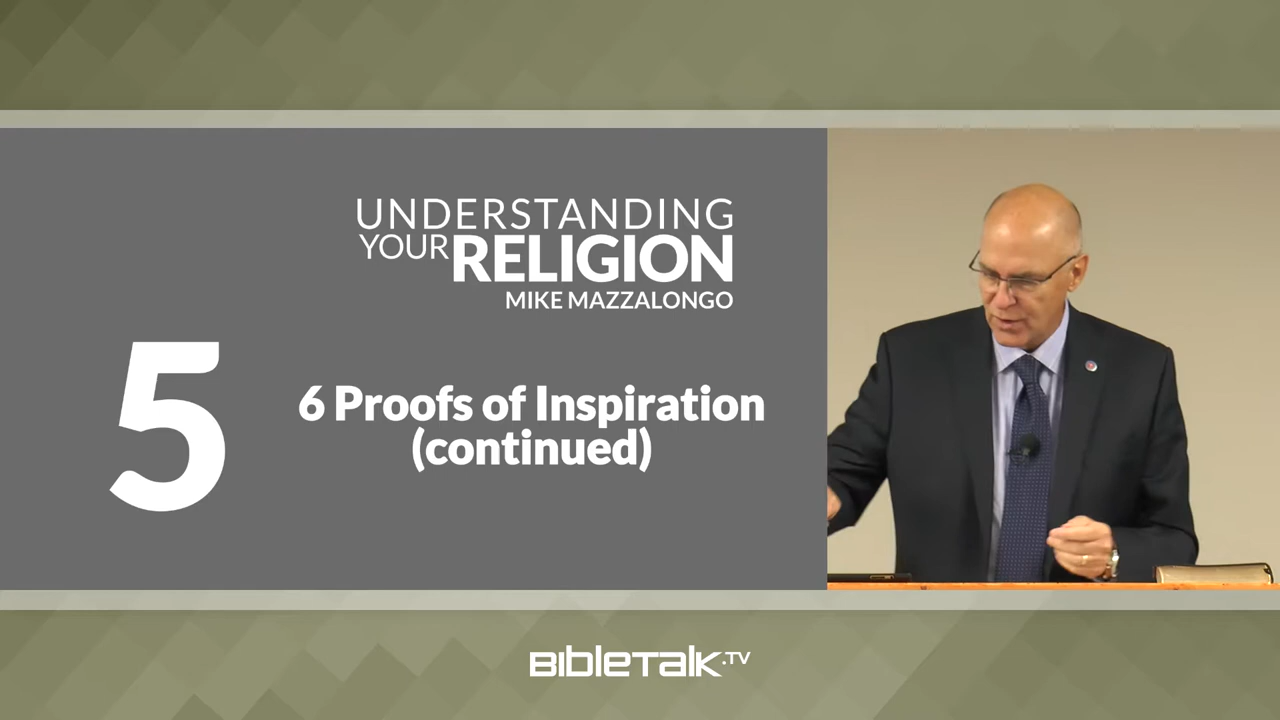 UNDERSTANDING
YOUR RELIGION
MIKE MAZZALONGO
5
6 Proofs of Inspiration
(continued)
BIBLETALK.TV